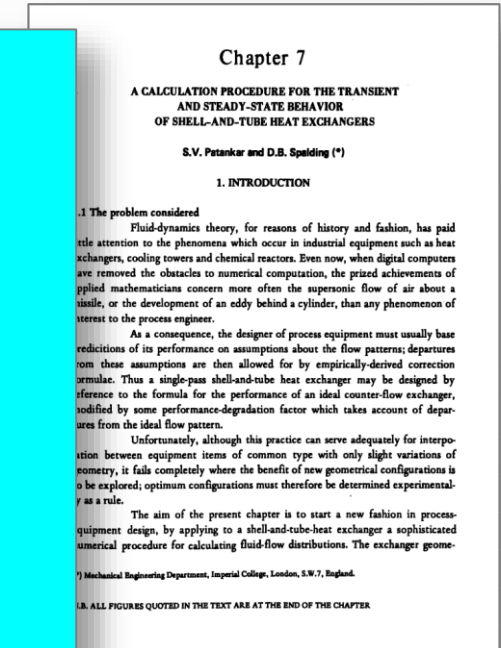 Chapter 7
A CALCULATION PROCEDURE FOR THE TRANSIENT
AND STEADY-STATE BEHAVIOR
OF SHELL-AND-TUBE HEAT EXCHANGERS
S.V. Patankar and D.B. Spalding (*)
1. INTRODUCTION
.1 The problem considered
Fluid-dynamics theory, for reasons of history and fashion, has paid
ttle attention to the phenomena which occur in industrial equipment such as heat
xchangers, cooling towers and chemical reactors. Even now, when digital computers
ave removed the obstacles to numerical computation, the prized achievements of
pplied mathematicians concern more often the supersonic flow of air about a
issile, or the development of an eddy behind a cylinder, than any phenomenon of
nterest to the process engineer.
As a consequence, the designer of process equipment must usually base
redicitions of its performance on assumptions about the flow patterns; departures
rom these assumptions are then allowed for by empirically-derived correction
ormulae. Thus a single-pass shell-and-tube heat exchanger may be designed by
eference to the formula for the performance of an ideal counter-flow exchanger,
odified by some performance-degradation factor which takes account of depar-
ures from the ideal flow pattern.
Unfortunately, although this practice can serve adequately for interpo-
ation between equipment items of common type with only slight variations of
eometry, it fails completely where the benefit of new geometrical configurations is
o be explored; optimum configurations must therefore be determined experimental-
y as a rule.
The aim of the present chapter is to start a new fashion in process-
quipment design, by applying to a shell-and-tube-heat exchanger a sophisticated
umerical procedure for calculating fluid-flow distributions. The exchanger geome-
*) Mechanical Engineering Department, Imperial College, London, S.W.7, England.
.B. ALL FIGURES QUOTED IN THE TEXT ARE AT THE END OF THE CHAPTER